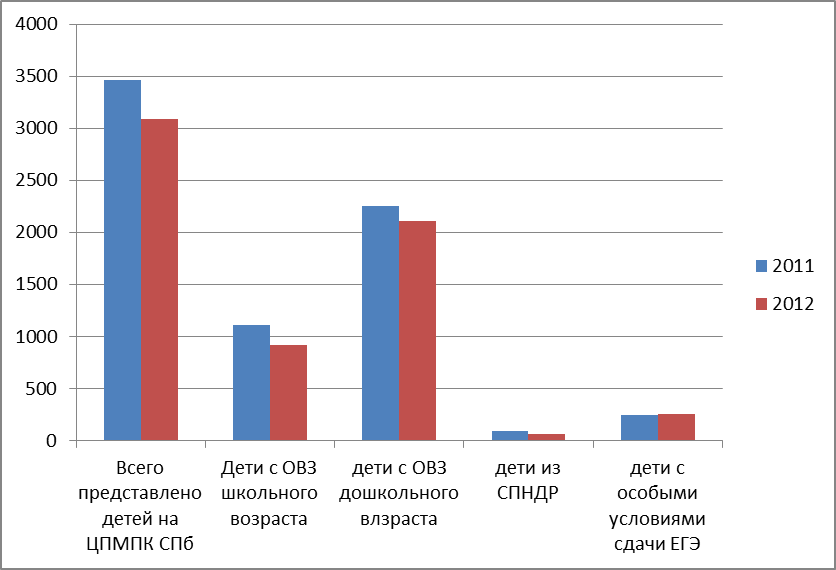 4000
3500
3000
2500
2000
1500
1000
500
0
2011
2012
Всего
представлено
детей на
ЦПМПК СПб
Дети с ОВЗ
школьного
возраста
дети с ОВЗ
дошкольного
влзраста
дети из
СПНДР
дети с
особыми
условиями
сдачи ЕГЭ